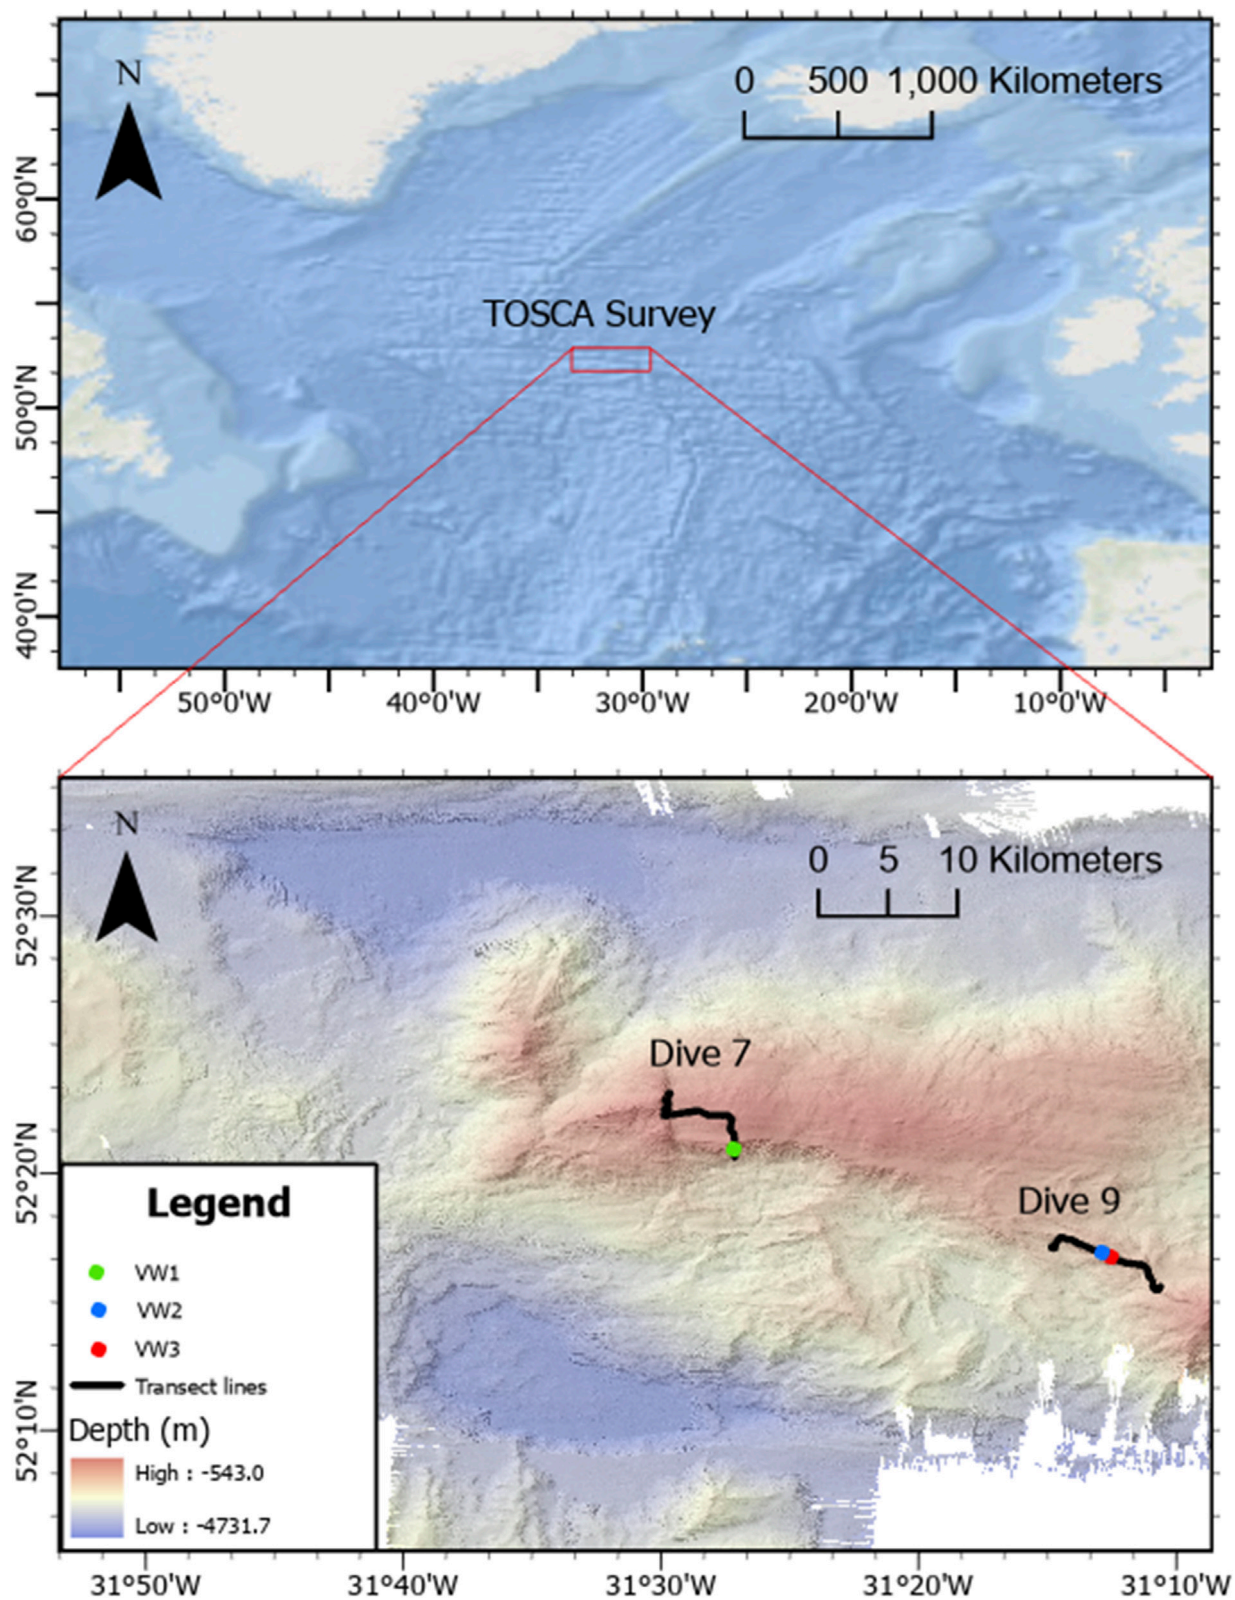 N
0 500 1,000 Kilometers
60°0'N
TOSCA Survey
50°0'N
40°0'N
50°0'W 40°0'W 30°0'W 20°0'W 10°0'W
N
0 5 10 Kilometers
52°30'N
Dive 7
52°20'N
Dive 9
Legend
VW1
VW2
VW3
Transect lines
52°10'N
Depth (m)
High : -543.0
Low : -4731.7
31°50'W 31°40'W 31°30'W 31°20'W 31°10'W